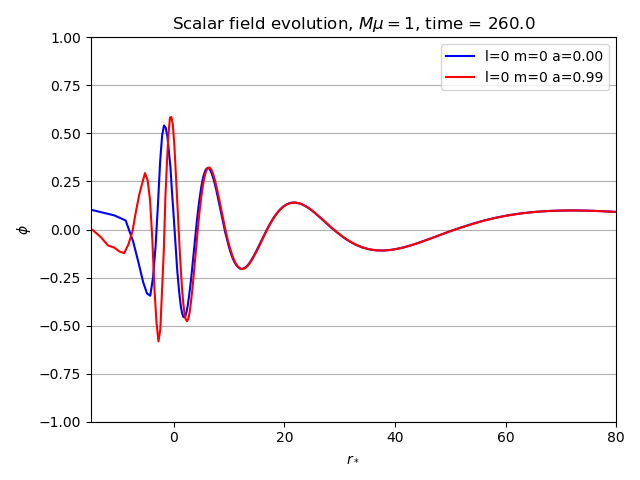 Scalar field evolution, Mμ = 1, time = 260.0
1.00
0.75
0.50
0.25
0.00
−0.25
−0.50
−0.75
−1.00
ϕ
l=0 m=0 a=0.00
l=0 m=0 a=0.99
0 20 40 60 80
r*